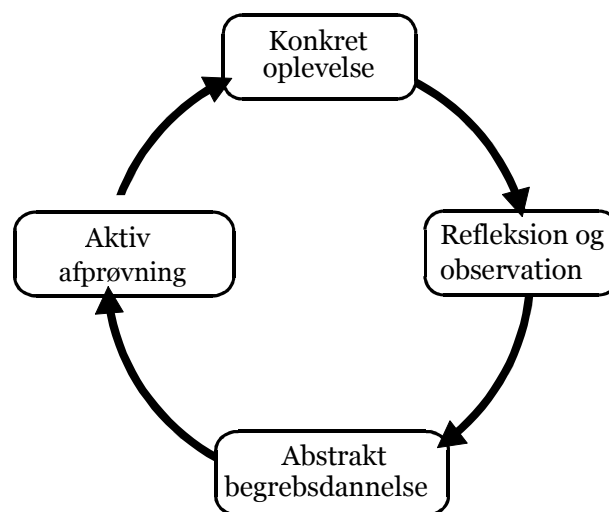 Konkret
oplevelse
Refleksion og
observation
Abstrakt
begrebsdannelse
Aktiv
afprøvning